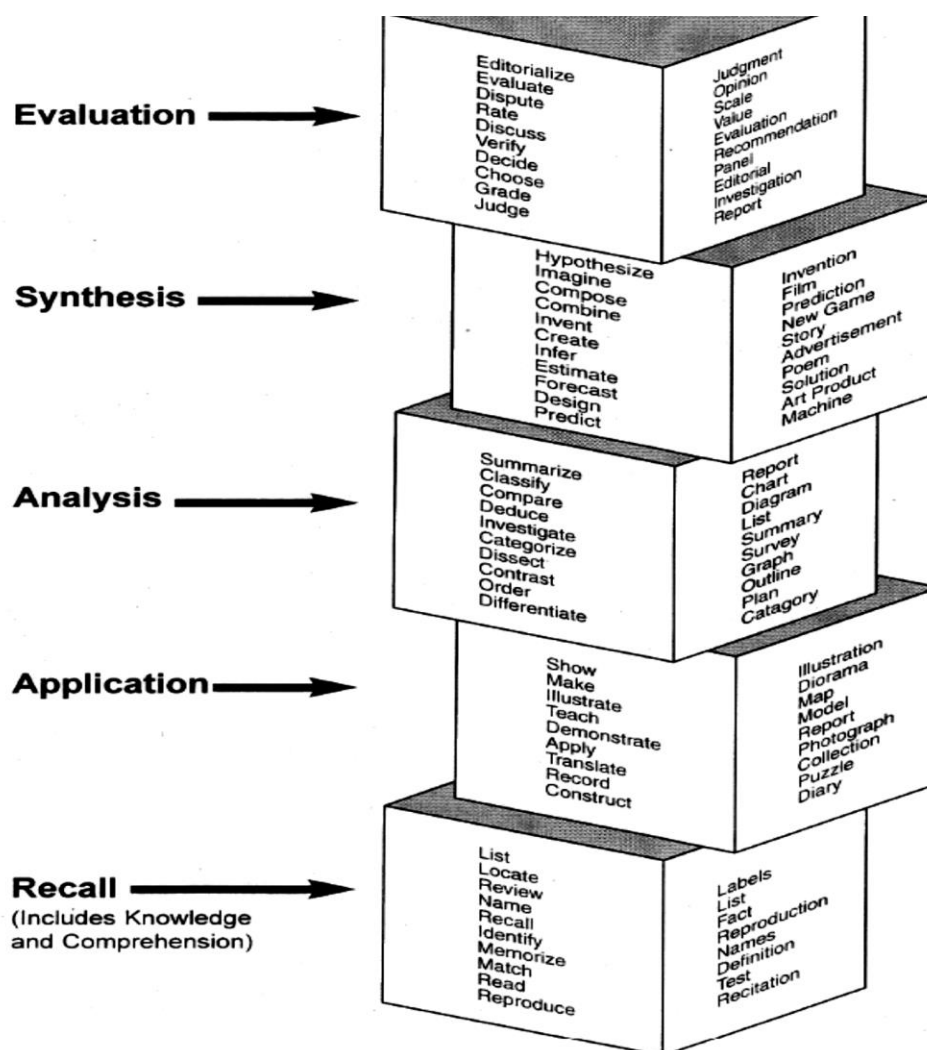 Evaluation
Editorialize
Evaluate
Dispute
Rate
Discuss
Verify
Decide
Choose
Grade
Judge
Judgment
Opinion
Scale
Value
Evaluation
Recommendation
Panel
Editorial
Investigation
Report
Synthesis
Hypothesize
Imagine
Compose
Combine
Invent
Create
Infer
Estimate
Forecast
Design
Predict
Invention
Film
Prediction
New Game
Story
Advertisement
Poem
Solution
Art Product
Machine
Analysis
Summarize
Classify
Compare
Deduce
Investigate
Categorize
Dissect
Contrast
Order
Differentiate
Report
Chart
Diagram
List
Summary
Survey
Graph
Outline
Plan
Catagory
Application
Show
Make
Illustrate
Teach
Demonstrate
Apply
Translate
Record
Construct
Illustration
Diorama
Map
Model
Report
Photograph
Collection
Puzzle
Diary
Recall
(Includes Knowledge
and Comprehension)
List
Locate
Review
Name
Recall
Identify
Memorize
Match
Read
Reproduce
Labels
List
Fact
Reproduction
Names
Definition
Test
Recitation